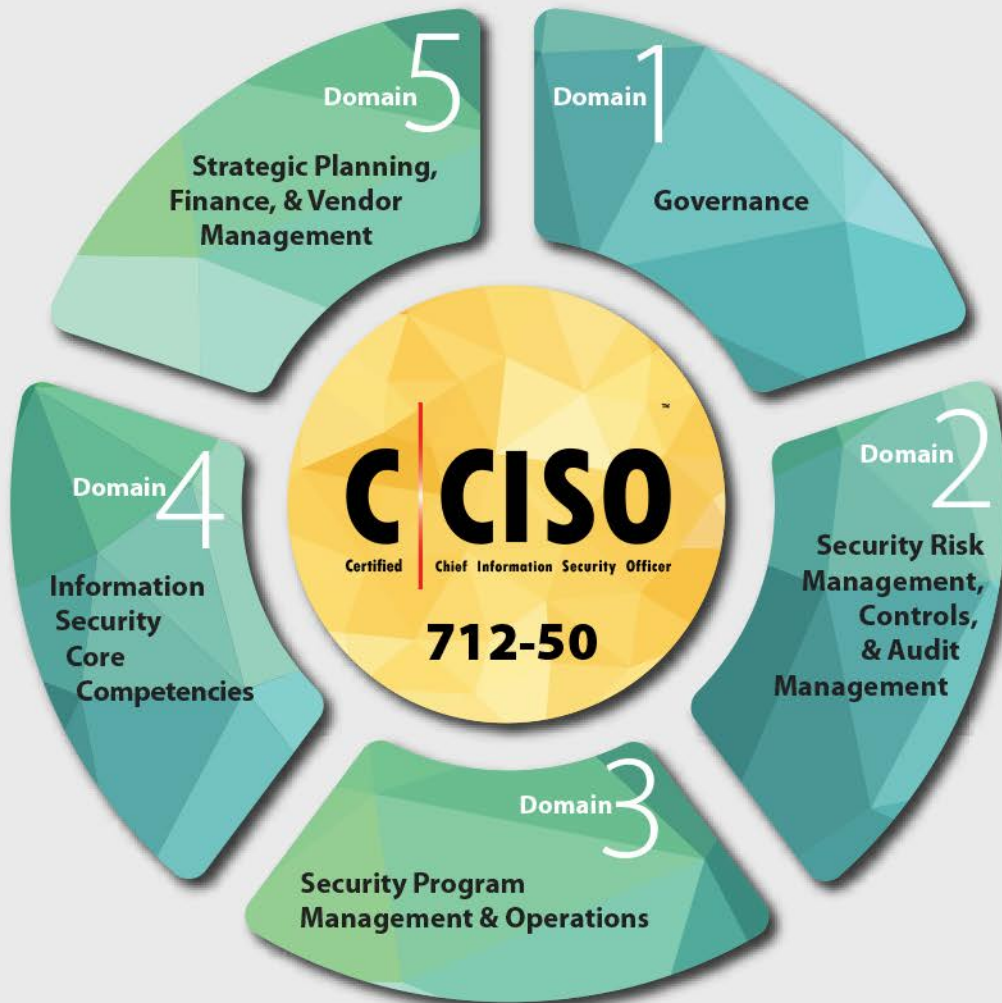 Domain 1
Governance
Domain 2
Security Risk
Management,
Controls,
& Audit
Management
Domain 3
Security Program
Management & Operations
Domain 4
Information
Security
Core
Competencies
Domain 5
Strategic Planning,
Finance, & Vendor
Management
C|CISO ™
Certified | Chief Information Security Officer
712-50